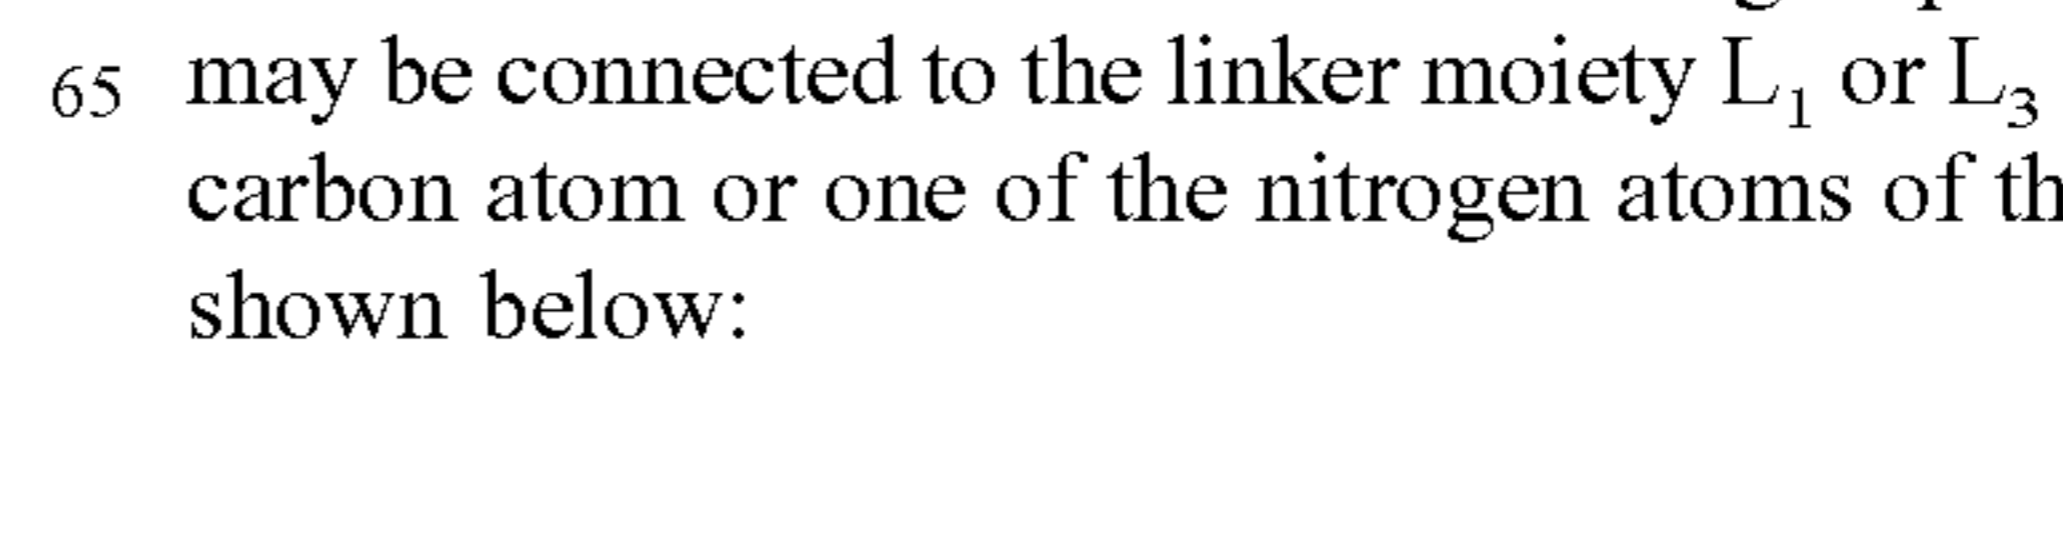 65 may be connected to the linker moiety L₁ or L₃
carbon atom or one of the nitrogen atoms of
shown below: